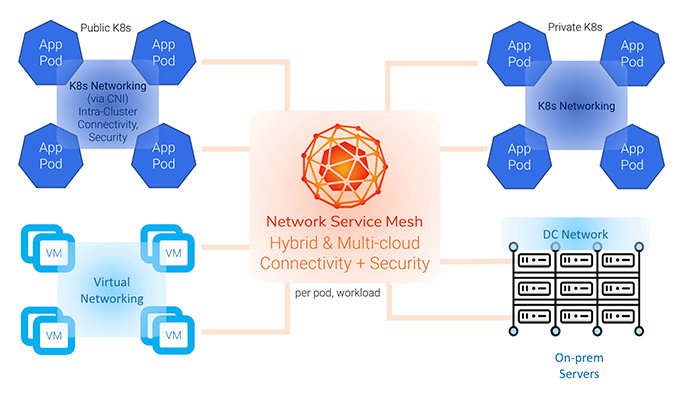 Public K8s
App
Pod
App
Pod
K8s Networking
(via CNI)
Intra-Cluster
Connectivity,
Security
App
Pod
App
Pod
Private K8s
App
Pod
App
Pod
K8s Networking
App
Pod
App
Pod
Network Service Mesh
Hybrid & Multi-cloud
Connectivity + Security
per pod, workload
VM
VM
Virtual
Networking
VM
VM
DC Network
On-prem
Servers